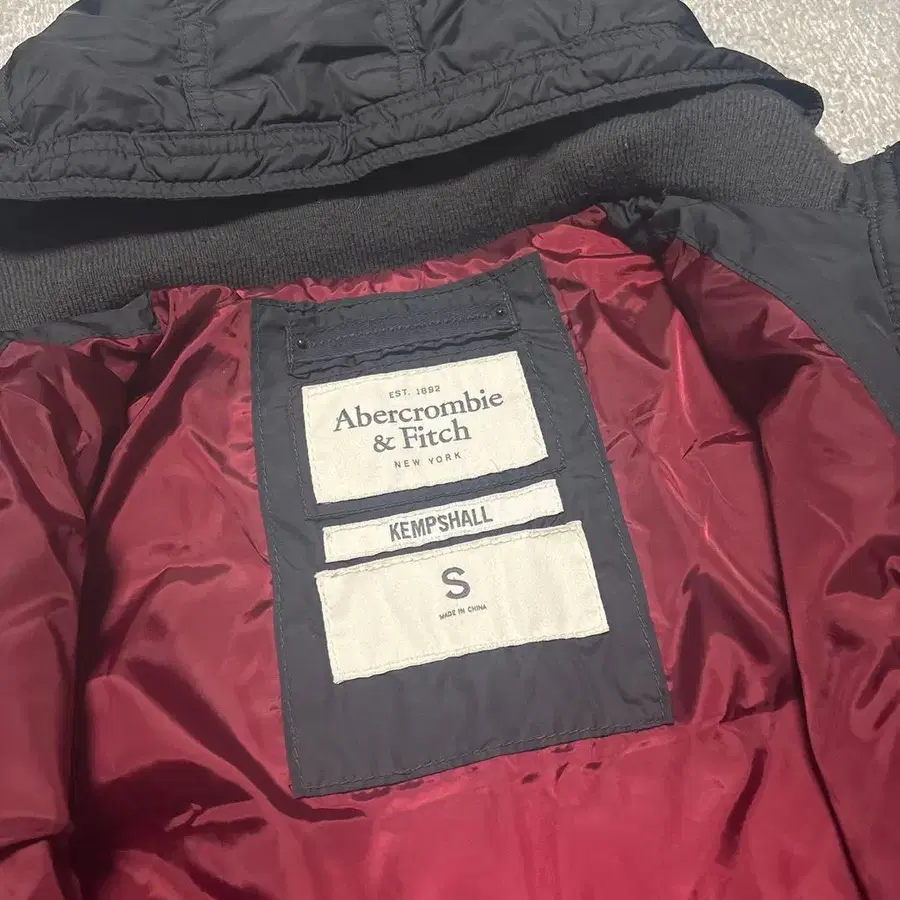 EST. 1892
Abercrombie
& Fitch
NEW YORK
KEMPSHALL
S
MADE IN CHINA